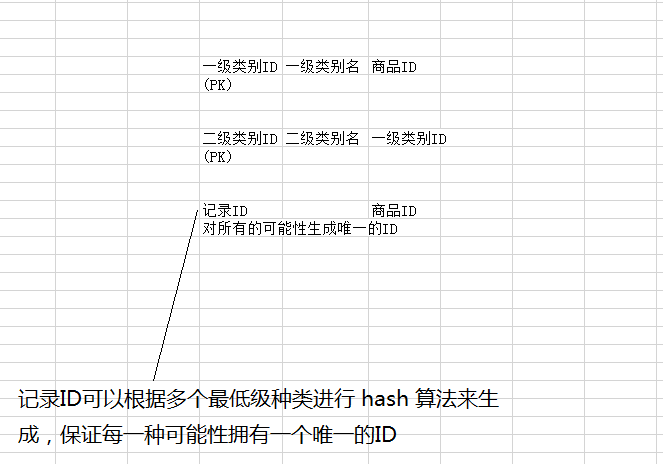 一级类别ID 一级类别名 商品ID
(PK)
二级类别ID 二级类别名 一级类别ID
(PK)
记录ID 商品ID
对所有的可能性生成唯一的ID
记录ID可以根据多个最低级种类进行 hash 算法来生
成，保证每一种可能性拥有一个唯一的ID